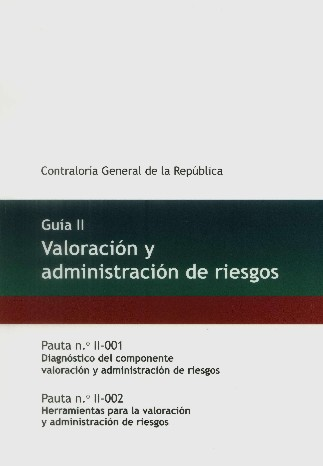 Contraloría General de la República
Guía II
Valoración y
administración de riesgos
Pauta n.º II-001
Diagnóstico del componente
valoración y administración de riesgos
Pauta n.º II-002
Herramientas para la valoración
y administración de riesgos